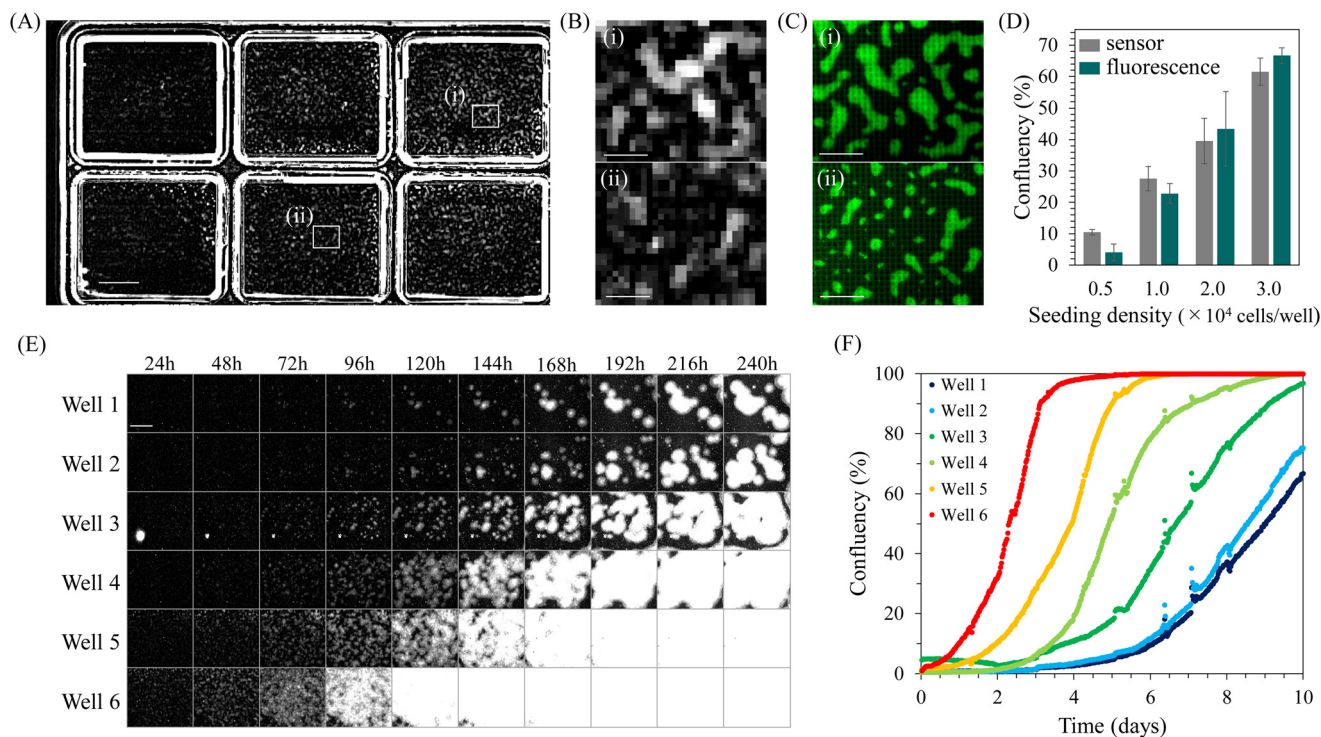 (A)
(i)
(ii)
(B)
(i)
(ii)
(C)
(i)
(ii)
(D)
sensor
fluorescence
Confluency (%)
70
60
50
40
30
20
10
0
0.5 1.0 2.0 3.0
Seeding density ( × 10⁴ cells/well)
(E)
24h 48h 72h 96h 120h 144h 168h 192h 216h 240h
Well 1
Well 2
Well 3
Well 4
Well 5
Well 6
(F)
Confluency (%)
100
80
60
40
20
0
Well 1
Well 2
Well 3
Well 4
Well 5
Well 6
0 2 4 6 8 10
Time (days)